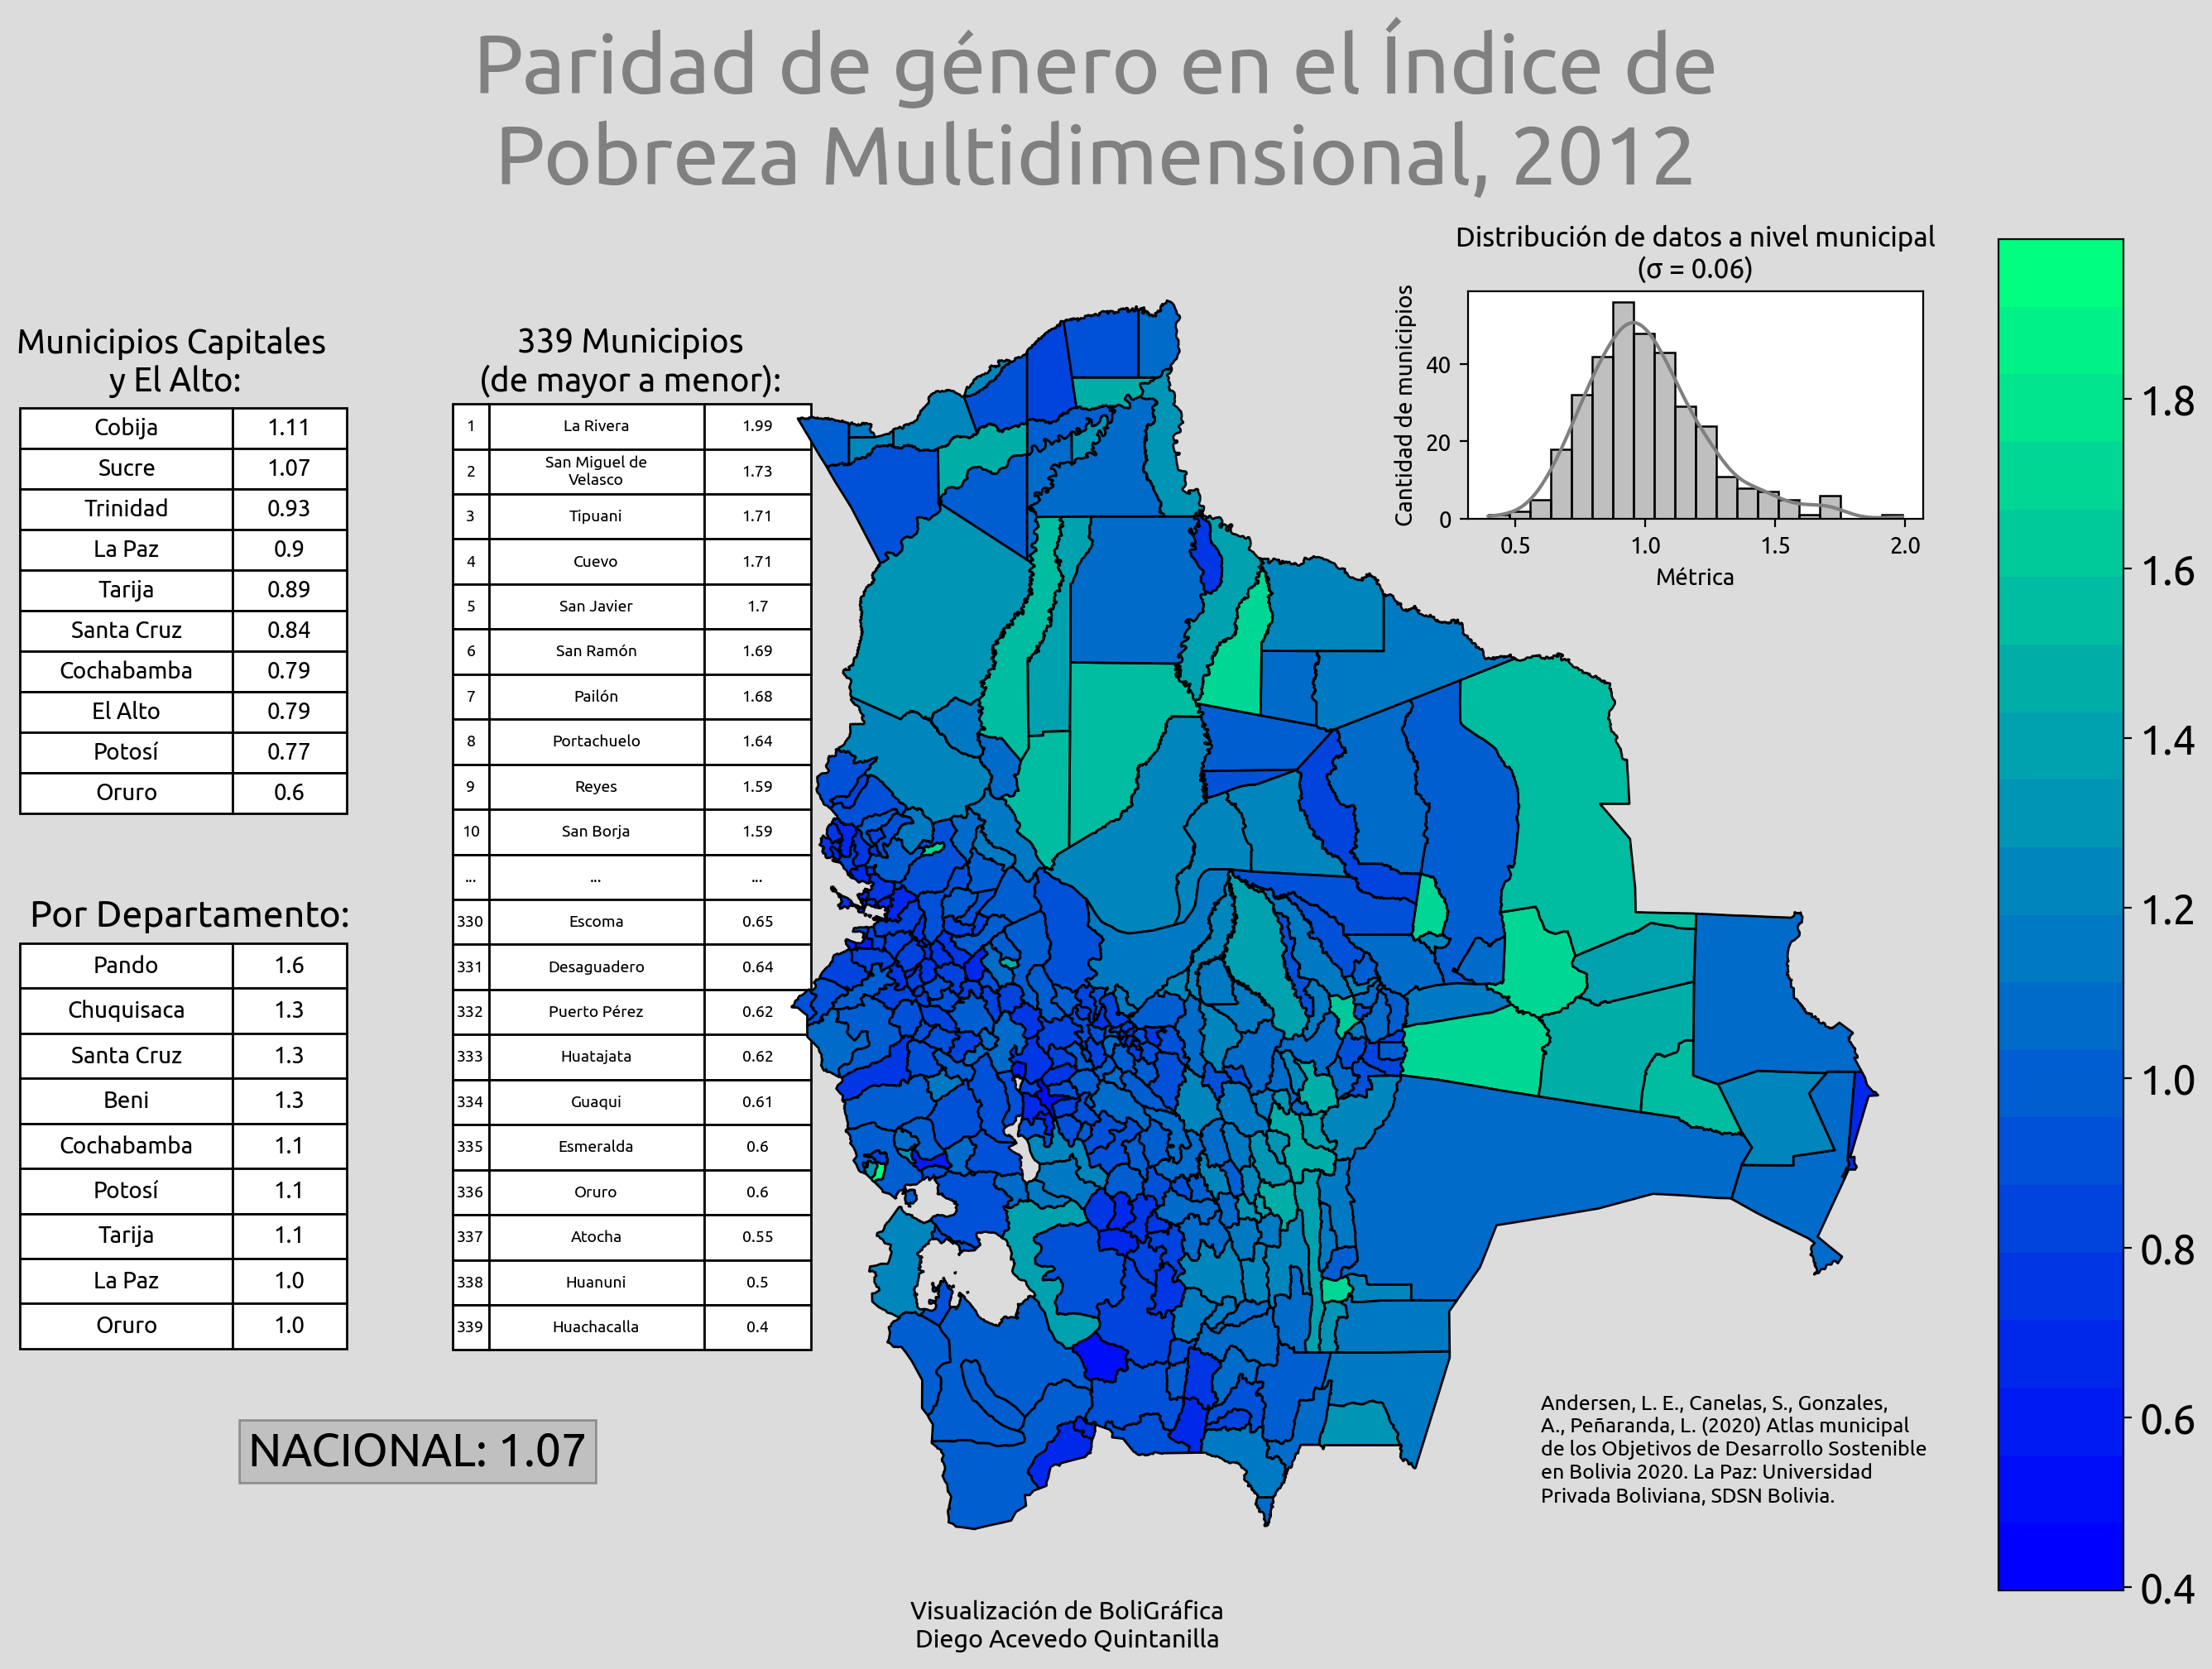 Paridad de género en el Índice de
Pobreza Multidimensional, 2012
Distribución de datos a nivel municipal
(σ = 0.06)
Cantidad de municipios
40
20
0
0.5 1.0 1.5 2.0
Métrica
Municipios Capitales
y El Alto:
Cobija 1.11
Sucre 1.07
Trinidad 0.93
La Paz 0.9
Tarija 0.89
Santa Cruz 0.84
Cochabamba 0.79
El Alto 0.79
Potosí 0.77
Oruro 0.6
Por Departamento:
Pando 1.6
Chuquisaca 1.3
Santa Cruz 1.3
Beni 1.3
Cochabamba 1.1
Potosí 1.1
Tarija 1.1
La Paz 1.0
Oruro 1.0
NACIONAL: 1.07
339 Municipios
(de mayor a menor):
1 La Rivera 1.99
2 San Miguel de
Velasco 1.73
3 Tipuani 1.71
4 Cuevo 1.71
5 San Javier 1.7
6 San Ramón 1.69
7 Pailón 1.68
8 Portachuelo 1.64
9 Reyes 1.59
10 San Borja 1.59
... ... ...
330 Escoma 0.65
331 Desaguadero 0.64
332 Puerto Pérez 0.62
333 Huatajata 0.62
334 Guaqui 0.61
335 Esmeralda 0.6
336 Oruro 0.6
337 Atocha 0.55
338 Huanuni 0.5
339 Huachacalla 0.4
1.8
1.6
1.4
1.2
1.0
0.8
0.6
0.4
Andersen, L. E., Canelas, S., Gonzales,
A., Peñaranda, L. (2020) Atlas municipal
de los Objetivos de Desarrollo Sostenible
en Bolivia 2020. La Paz: Universidad
Privada Boliviana, SDSN Bolivia.
Visualización de BoliGráfica
Diego Acevedo Quintanilla